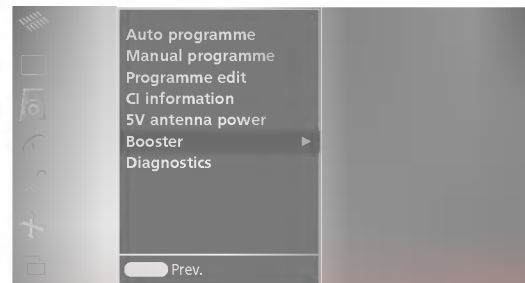 Auto programme
Manual programme
Programme edit
CI information
5V antenna power
Booster
Diagnostics
Prev.